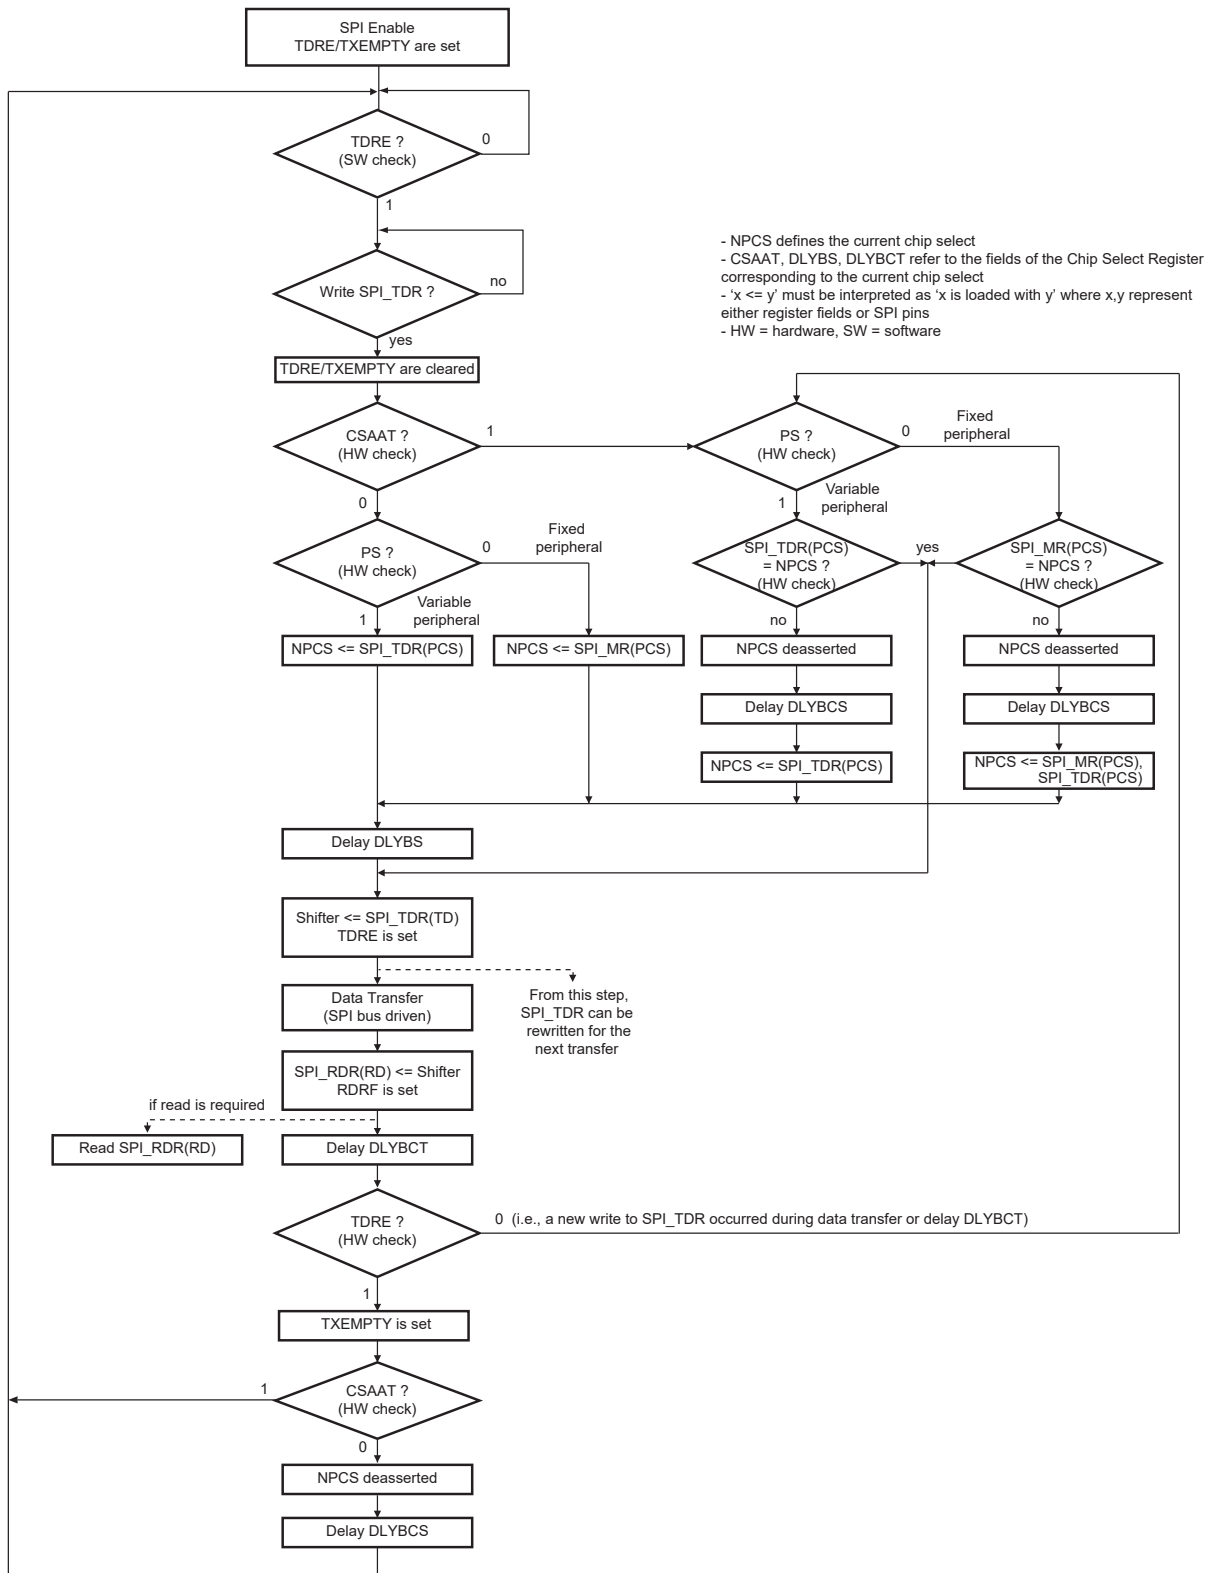 SPI Enable
TDRE/TXEMPTY are set
TDRE ?
(SW check)
0
1
- NPCS defines the current chip select
- CSAAT, DLYBS, DLYBCT refer to the fields of the Chip Select Register
corresponding to the current chip select
- ‘x <= y’ must be interpreted as ‘x is loaded with y’ where x,y represent
either register fields or SPI pins
- HW = hardware, SW = software
Write SPI_TDR ?
no
yes
TDRE/TXEMPTY are cleared
CSAAT ?
(HW check)
1
0
PS ?
(HW check)
0
Fixed
peripheral
1
Variable
peripheral
PS ?
(HW check)
0
Fixed
peripheral
1
Variable
peripheral
SPI_TDR(PCS)
= NPCS ?
(HW check)
yes
SPI_MR(PCS)
= NPCS ?
(HW check)
no
no
NPCS <= SPI_TDR(PCS)
NPCS <= SPI_MR(PCS)
NPCS deasserted
NPCS deasserted
Delay DLYBCS
Delay DLYBCS
NPCS <= SPI_TDR(PCS)
NPCS <= SPI_MR(PCS),
SPI_TDR(PCS)
Delay DLYBS
Shifter <= SPI_TDR(TD)
TDRE is set
Data Transfer
(SPI bus driven)
From this step,
SPI_TDR can be
rewritten for the
next transfer
SPI_RDR(RD) <= Shifter
RDRF is set
if read is required
Read SPI_RDR(RD)
Delay DLYBCT
TDRE ?
(HW check)
0 (i.e., a new write to SPI_TDR occurred during data transfer or delay DLYBCT)
1
TXEMPTY is set
CSAAT ?
(HW check)
1
0
NPCS deasserted
Delay DLYBCS